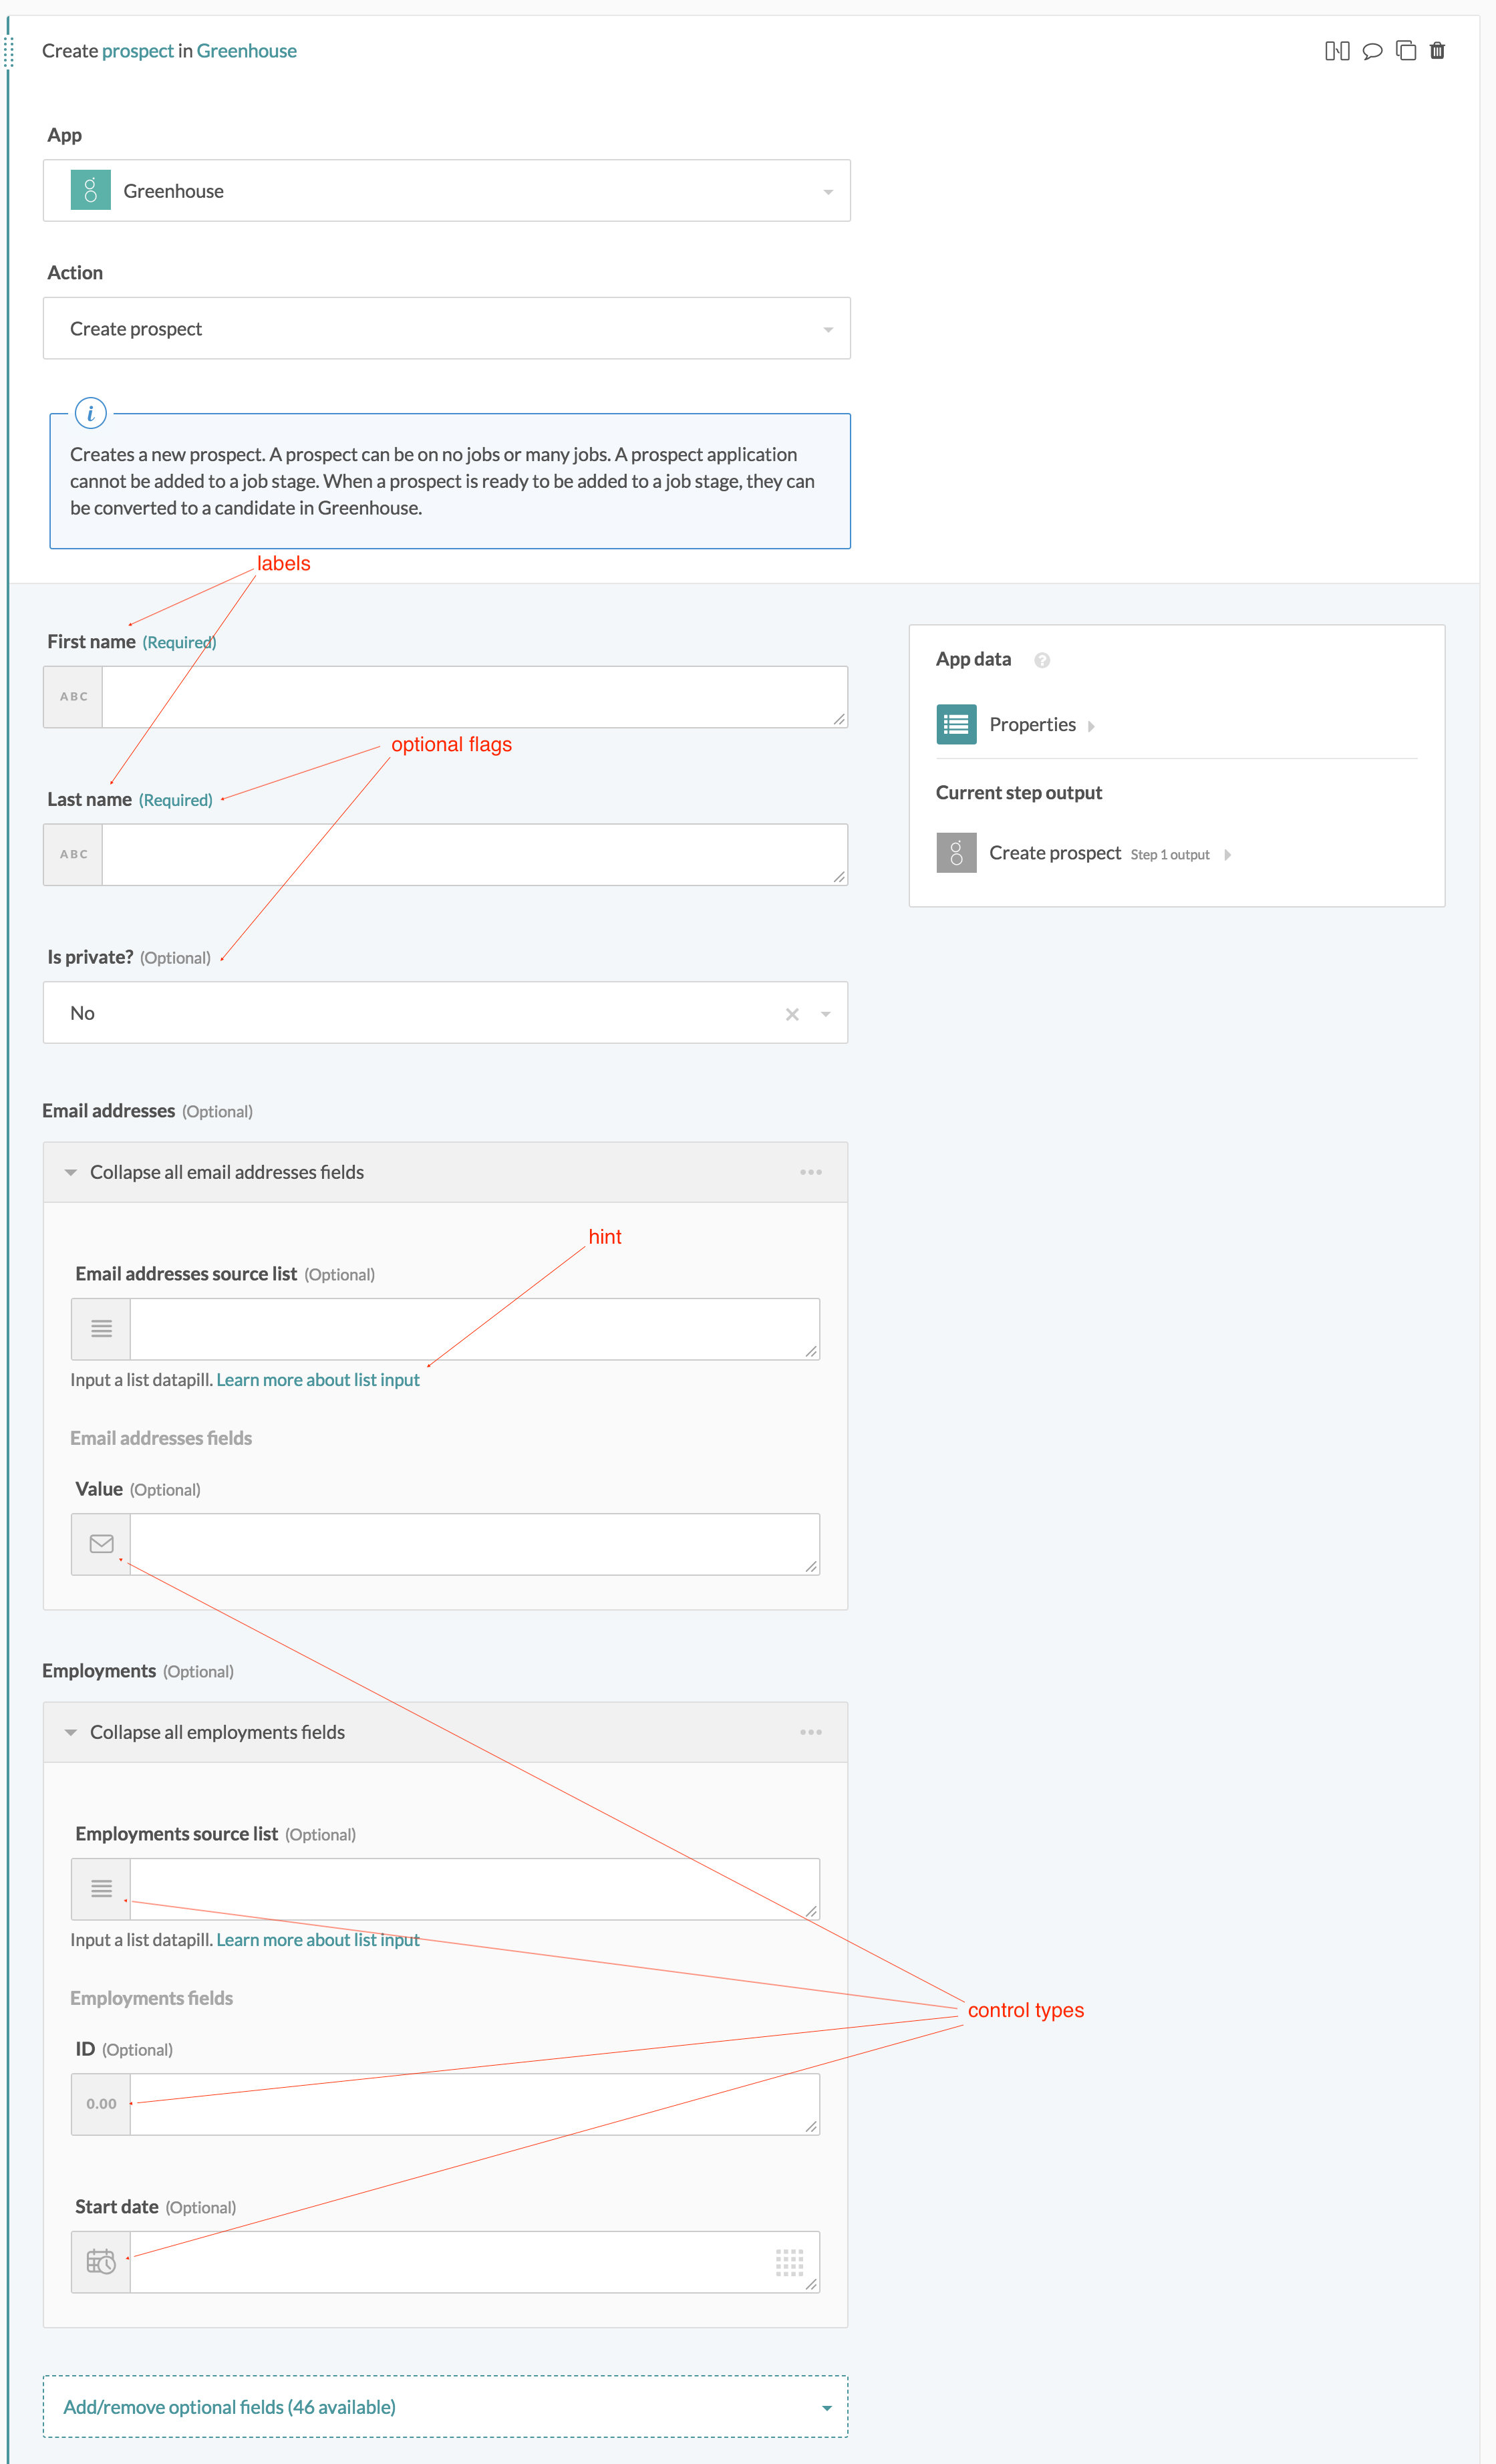 Create prospect in Greenhouse
App
Greenhouse
Action
Create prospect
i
Creates a new prospect. A prospect can be on no jobs or many jobs. A prospect application
cannot be added to a job stage. When a prospect is ready to be added to a job stage, they can
be converted to a candidate in Greenhouse.
labels
First name (Required)
ABC
optional flags
Last name (Required)
ABC
Is private? (Optional)
No
App data ?
Properties
Current step output
Create prospect Step 1 output
Email addresses (Optional)
Collapse all email addresses fields
hint
Email addresses source list (Optional)
Input a list datapill. Learn more about list input
Email addresses fields
Value (Optional)
Employments (Optional)
Collapse all employments fields
Employments source list (Optional)
Input a list datapill. Learn more about list input
Employments fields
control types
ID (Optional)
0.00
Start date (Optional)
Add/remove optional fields (46 available)